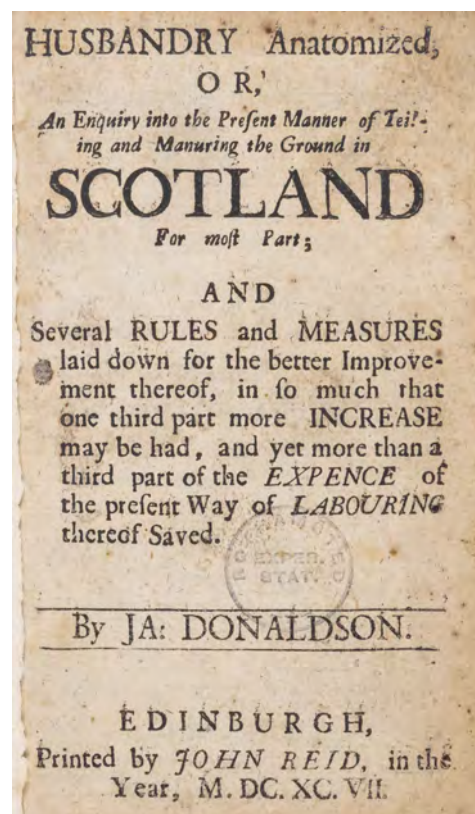 HUSBANDRY Anatomized,
OR,
An Enquiry into the Preſent Manner of Teil-
ing and Manuring the Ground in
SCOTLAND
For moſt Part;
AND
Several RULES and MEASURES
laid down for the better Improve-
ment thereof, in ſo much that
one third part more INCREASE
may be had, and yet more than a
third part of the EXPENCE of
the preſent Way of LABOURING
thereof Saved.
EXPER.
STAT.
By JA: DONALDSON.
EDINBURGH,
Printed by JOHN REID, in the
Year, M. DC. XC. VII.